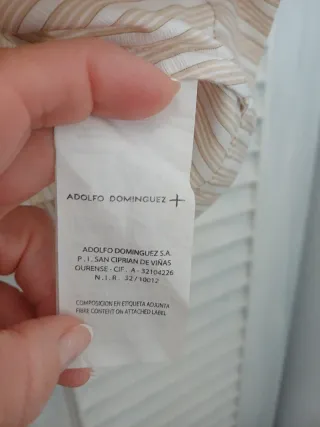 ADOLFO DOMINGUEZ +
ADOLFO DOMINGUEZ S.A.
P. I. SAN CIPRIAN DE VIÑAS
OURENSE - CIF. A - 32104226
N. I. R. 32/10012
COMPOSICION EN ETIQUETA ADJUNTA
FIBRE CONTENT ON ATTACHED LABEL